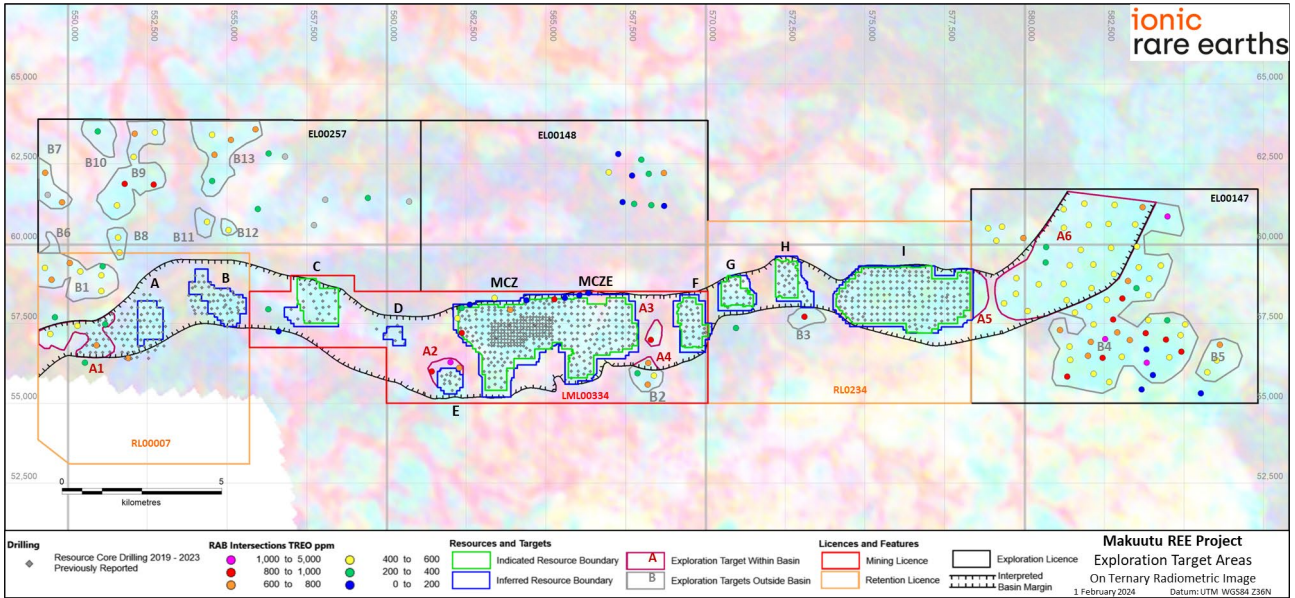 ionic
rare earths
550,000
552,500
555,000
557,500
560,000
562,500
565,000
567,500
570,000
572,500
575,000
577,500
580,000
582,500
65,000
65,000
EL00257
EL00148
B7
B10
B9
B13
62,500
62,500
EL00147
B6
B8
B11
B12
60,000
60,000
A6
H
I
C
G
A
B
MCZ
MCZE
F
B1
D
57,500
57,500
A3
A5
B3
A1
A2
A4
B4
B5
B2
E
LML00334
RL0234
55,000
55,000
RL00007
52,500
52,500
0
5
kilometres
Drilling
Resource Core Drilling 2019 - 2023
Previously Reported
RAB Intersections TREO ppm
1,000 to 5,000
800 to 1,000
600 to 800
400 to 600
200 to 400
0 to 200
Resources and Targets
Indicated Resource Boundary
Inferred Resource Boundary
A
Exploration Target Within Basin
B
Exploration Targets Outside Basin
Licences and Features
Mining Licence
Retention Licence
Exploration Licence
Interpreted
Basin Margin
Makuutu REE Project
Exploration Target Areas
On Ternary Radiometric Image
1 February 2024
Datum: UTM WGS84 Z36N